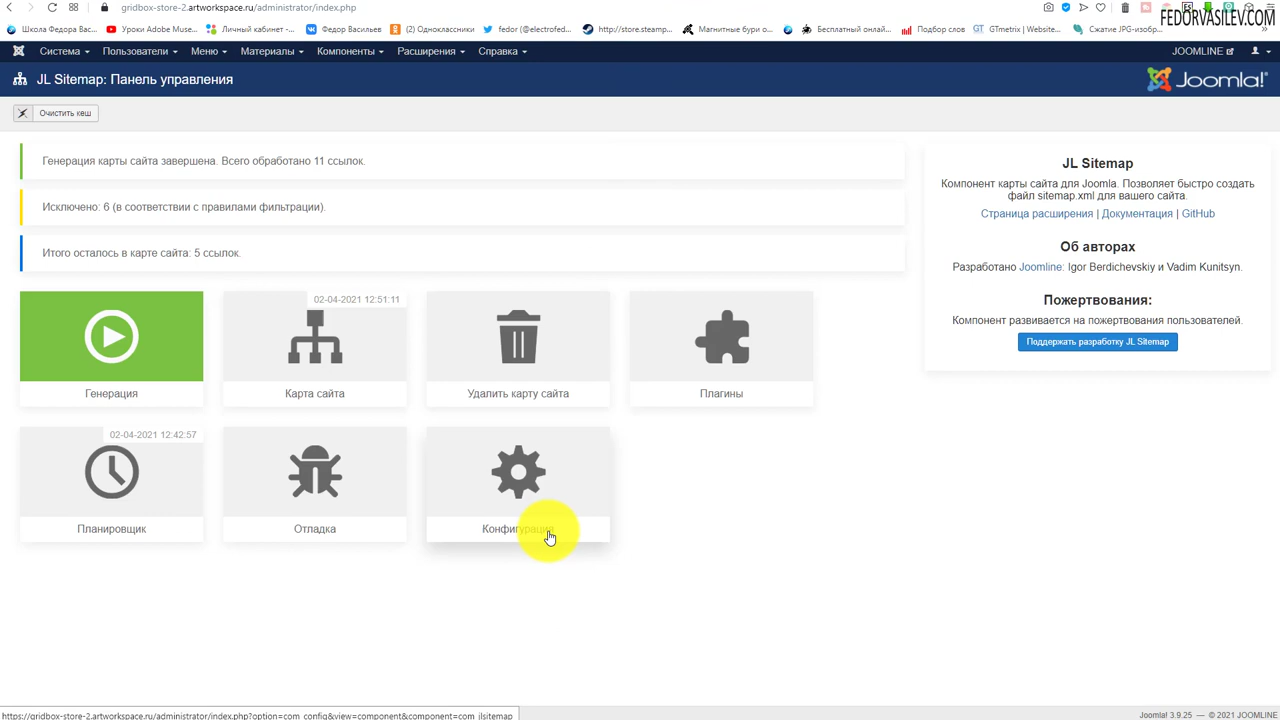 FEDORVASILEV.COM
gridbox-store-2.artworkspace.ru/administrator/index.php
Школа Федора Вас...
Уроки Adobe Muse...
Личный кабинет -...
Федор Васильев
Одноклассники
fedor (@electrofed...
http://store.steamp...
Магнитные бури о...
Бесплатный онлай...
Подбор слов
GTmetrix | Website...
Сжатие JPG-изобр...
Система
Пользователи
Меню
Материалы
Компоненты
Расширения
Справка
JOOMLINE
JL Sitemap: Панель управления
Joomla!®
Очистить кеш
Генерация карты сайта завершена. Всего обработано 11 ссылок.
Исключено: 6 (в соответствии с правилами фильтрации).
Итого осталось в карте сайта: 5 ссылок.
JL Sitemap
Компонент карты сайта для Joomla. Позволяет быстро создать
файл sitemap.xml для вашего сайта.
Страница расширения | Документация | GitHub
Об авторах
Разработано Joomline: Igor Berdichevskiy и Vadim Kunitsyn.
Пожертвования:
Компонент развивается на пожертвования пользователей.
Поддержать разработку JL Sitemap
Генерация
02-04-2021 12:51:11
Карта сайта
Удалить карту сайта
Плагины
02-04-2021 12:42:57
Планировщик
Отладка
Конфигурация
https://gridbox-store-2.artworkspace.ru/administrator/index.php?option=com_config&view=component&component=com_jlsitemap
Joomla! 3.9.25 — © 2021 JOOMLINE